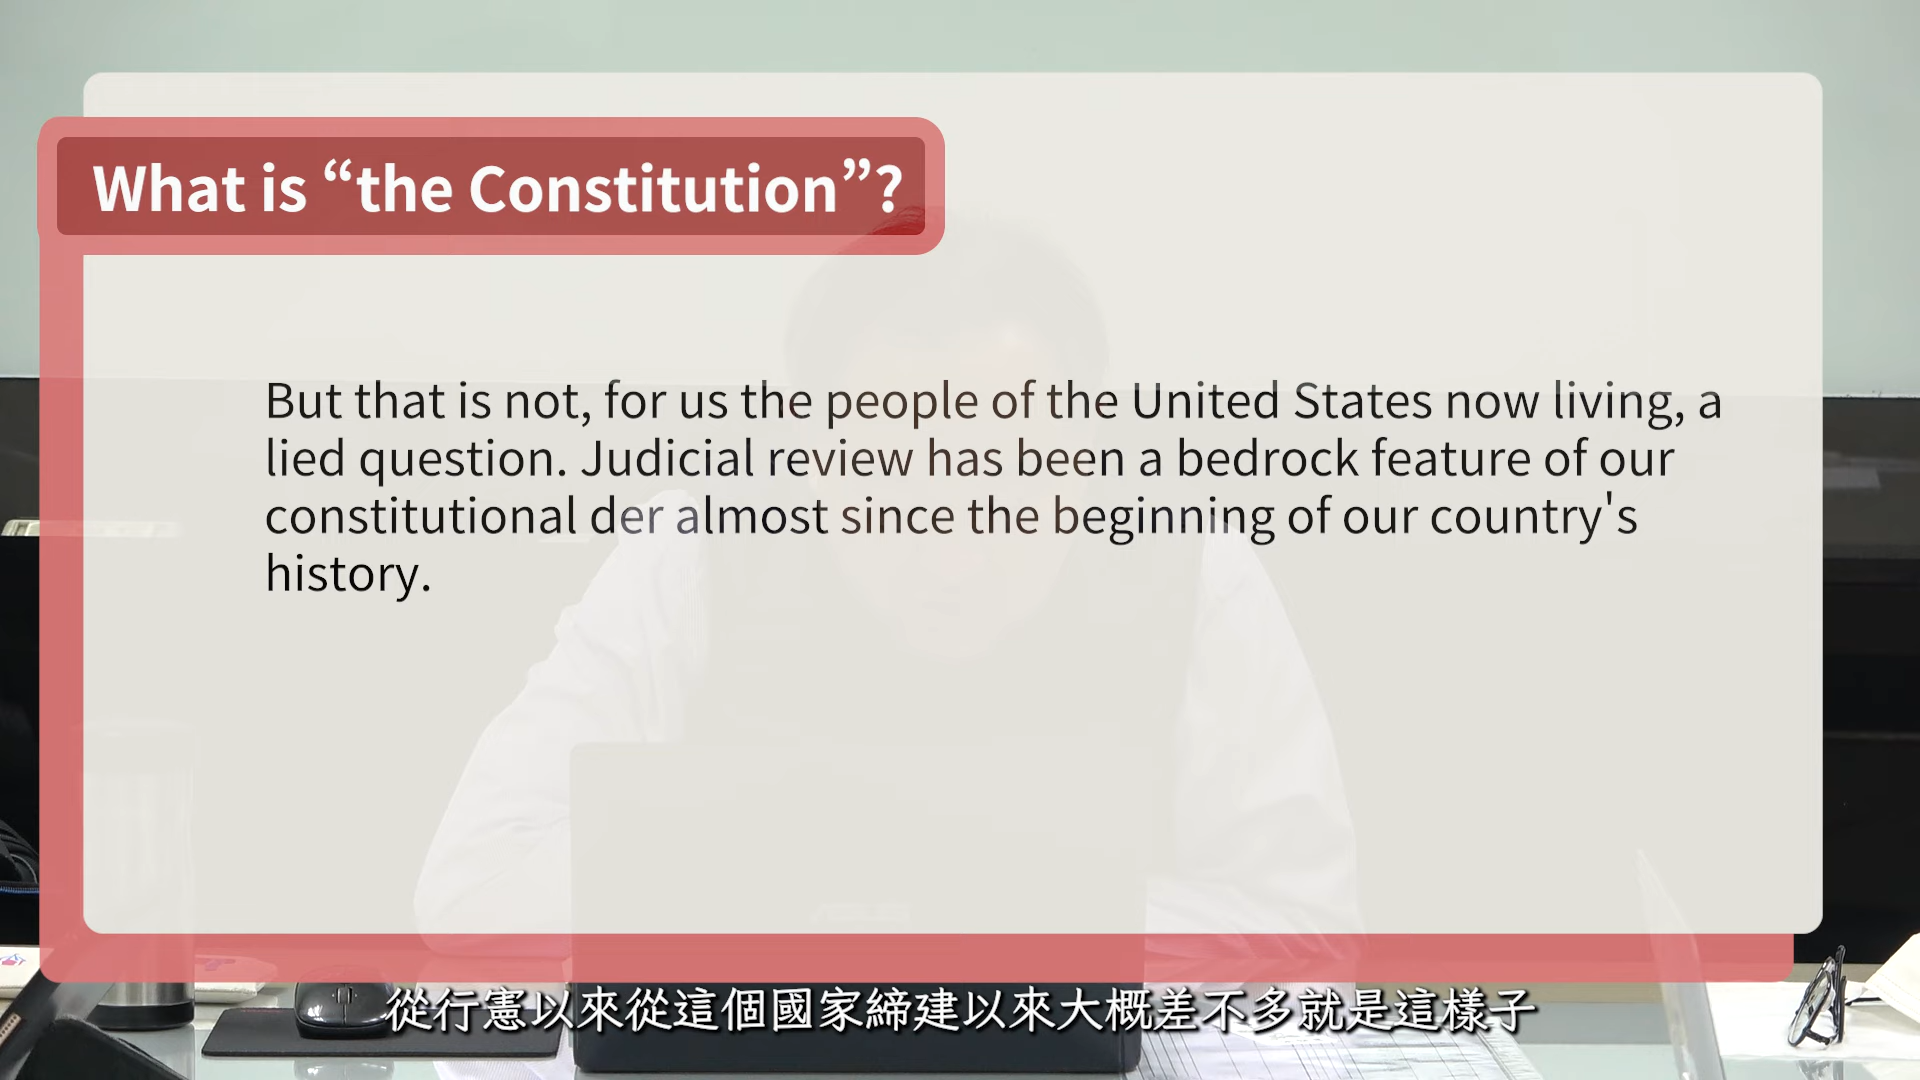 What is “the Constitution”?
But that is not, for us the people of the United States now living, a
lied question. Judicial review has been a bedrock feature of our
constitutional der almost since the beginning of our country's
history.
從行憲以來從這個國家締建以來大概差不多就是這樣子